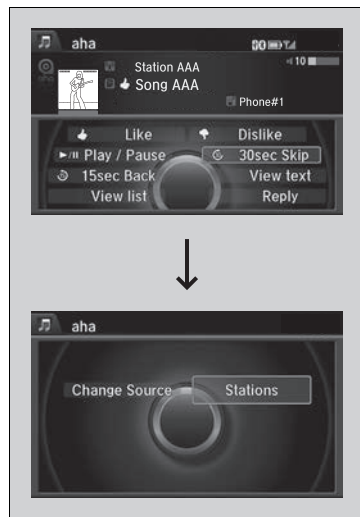 aha
10
Station AAA
Song AAA
Phone#1
Like Dislike
Play / Pause 30sec Skip
15sec Back View text
View list Reply
aha
Change Source Stations